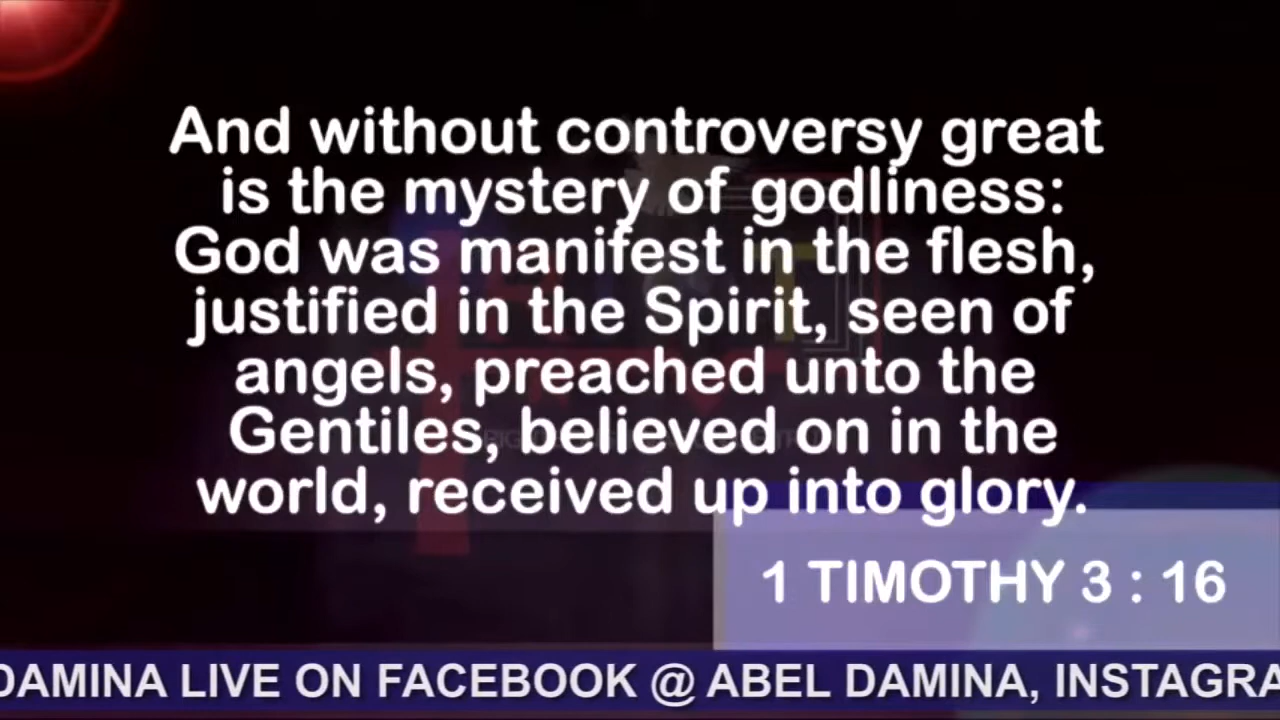 And without controversy great
is the mystery of godliness:
God was manifest in the flesh,
justified in the Spirit, seen of
angels, preached unto the
Gentiles, believed on in the
world, received up into glory.
1 TIMOTHY 3 : 16
DAMINA LIVE ON FACEBOOK @ ABEL DAMINA, INSTAGRA